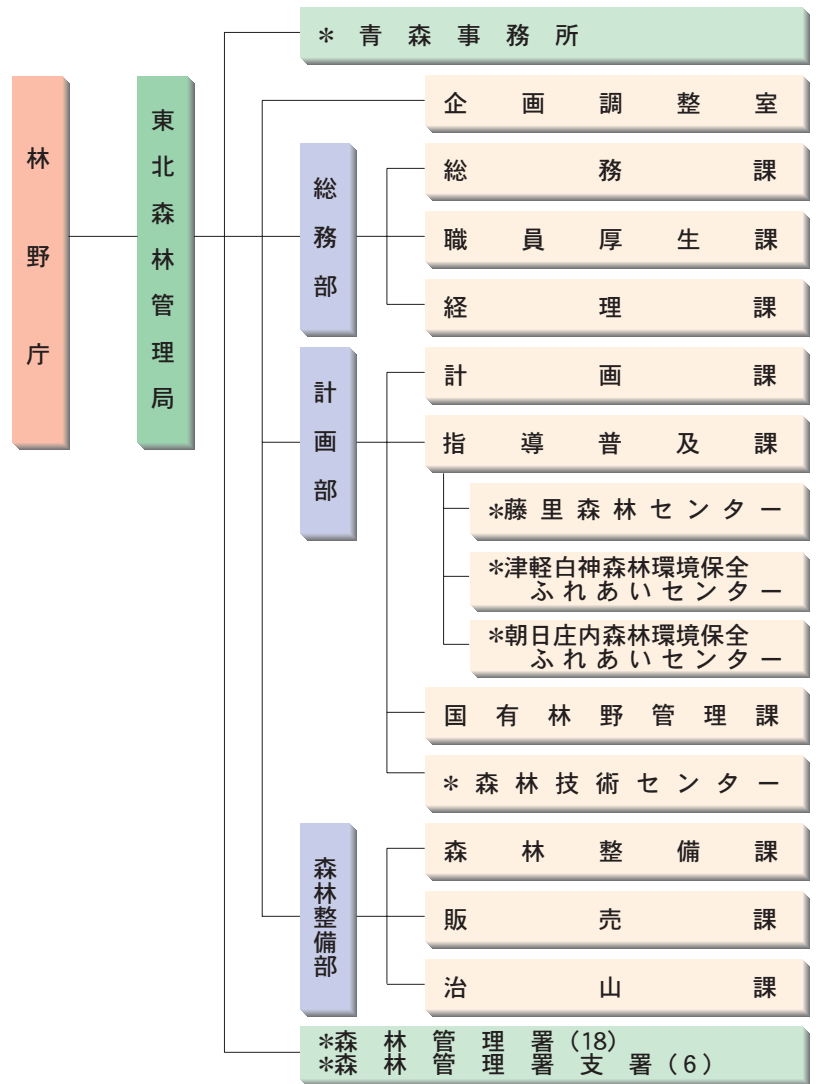 林野庁
東北森林管理局
＊青森事務所
企画調整室
総務部
総務課
職員厚生課
経理課
計画部
計画課
指導普及課
＊藤里森林センター
＊津軽白神森林環境保全
ふれあいセンター
＊朝日庄内森林環境保全
ふれあいセンター
国有林野管理課
＊森林技術センター
森林整備部
森林整備課
販売課
治山課
＊森林管理署（18）
＊森林管理署支署（6）